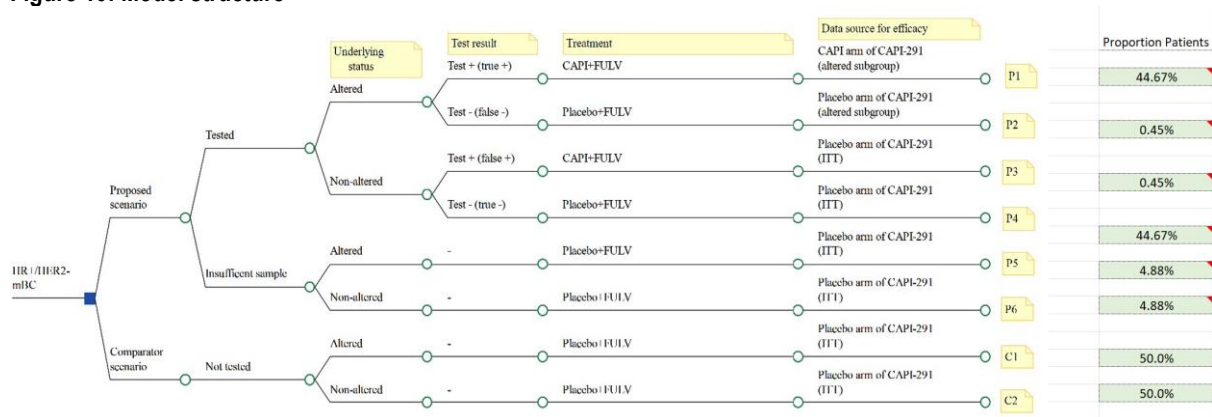 Underlying
status
Test result
Treatment
Data source for efficacy
Proportion Patients
Altered
Test + (true +)
CAPI+FULV
CAPI arm of CAPI-291
(altered subgroup)
P1
44.67%
Test - (false -)
Placebo+FULV
Placebo arm of CAPI-291
(altered subgroup)
P2
0.45%
Tested
Non-altered
Test + (false +)
CAPI+FULV
Placebo arm of CAPI-291
(ITT)
P3
0.45%
Test - (true -)
Placebo+FULV
Placebo arm of CAPI-291
(ITT)
P4
44.67%
Proposed
scenario
Insufficent sample
Altered
-
Placebo+FULV
Placebo arm of CAPI-291
(ITT)
P5
4.88%
Non-altered
-
Placebo+FULV
Placebo arm of CAPI-291
(ITT)
P6
4.88%
HR+/HER2-
mBC
Comparator
scenario
Not tested
Altered
-
Placebo+FULV
Placebo arm of CAPI-291
(ITT)
C1
50.0%
Non-altered
-
Placebo+FULV
Placebo arm of CAPI-291
(ITT)
C2
50.0%